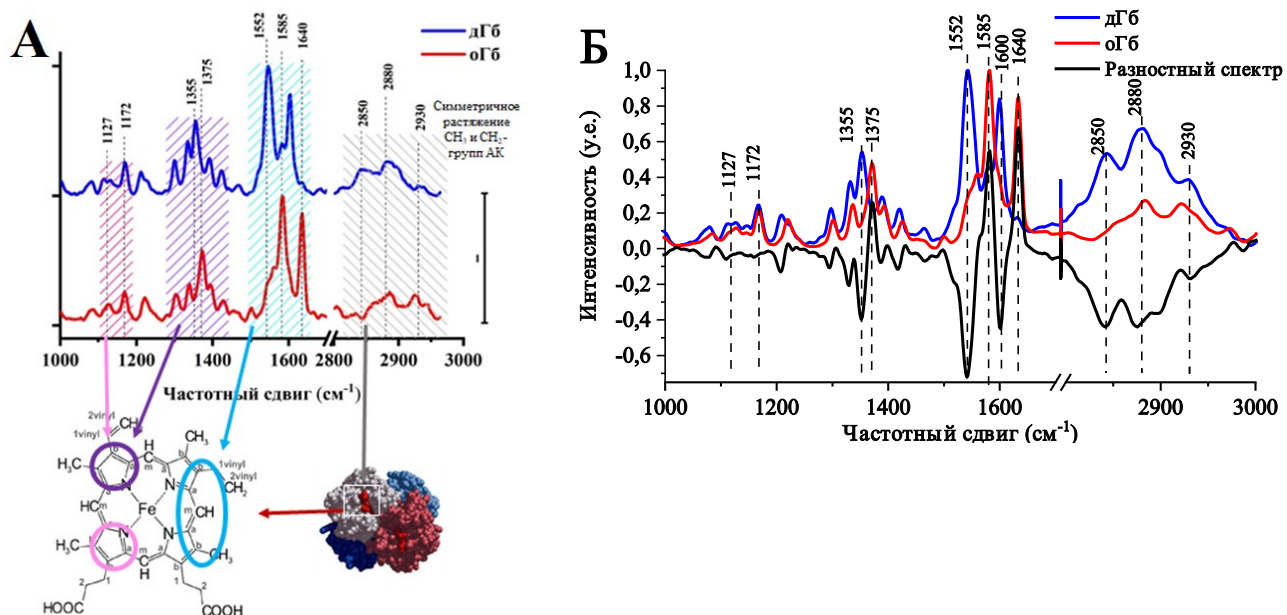 А
1552
1585
1640
дГб
оГб
1355
1375
1127
1172
2850
2880
2930
Симметричное
растяжение
CH3 и CH2-
групп АК
I
1000
1200
1400
1600
2800
2900
3000
Частотный сдвиг (см-1)
2vinyl
1vinyl
CH3
H3C
HC
N
Fe
CH
CH2
1vinyl
2vinyl
H3C
CH3
HOOC
COOH
Б
1552
1585
1600
1640
дГб
оГб
Разностный спектр
1355
1375
1127
1172
2850
2880
2930
Интенсивность (у.е.)
1,0
0,8
0,6
0,4
0,2
0,0
-0,2
-0,4
-0,6
1000
1200
1400
1600
2900
3000
Частотный сдвиг (см-1)